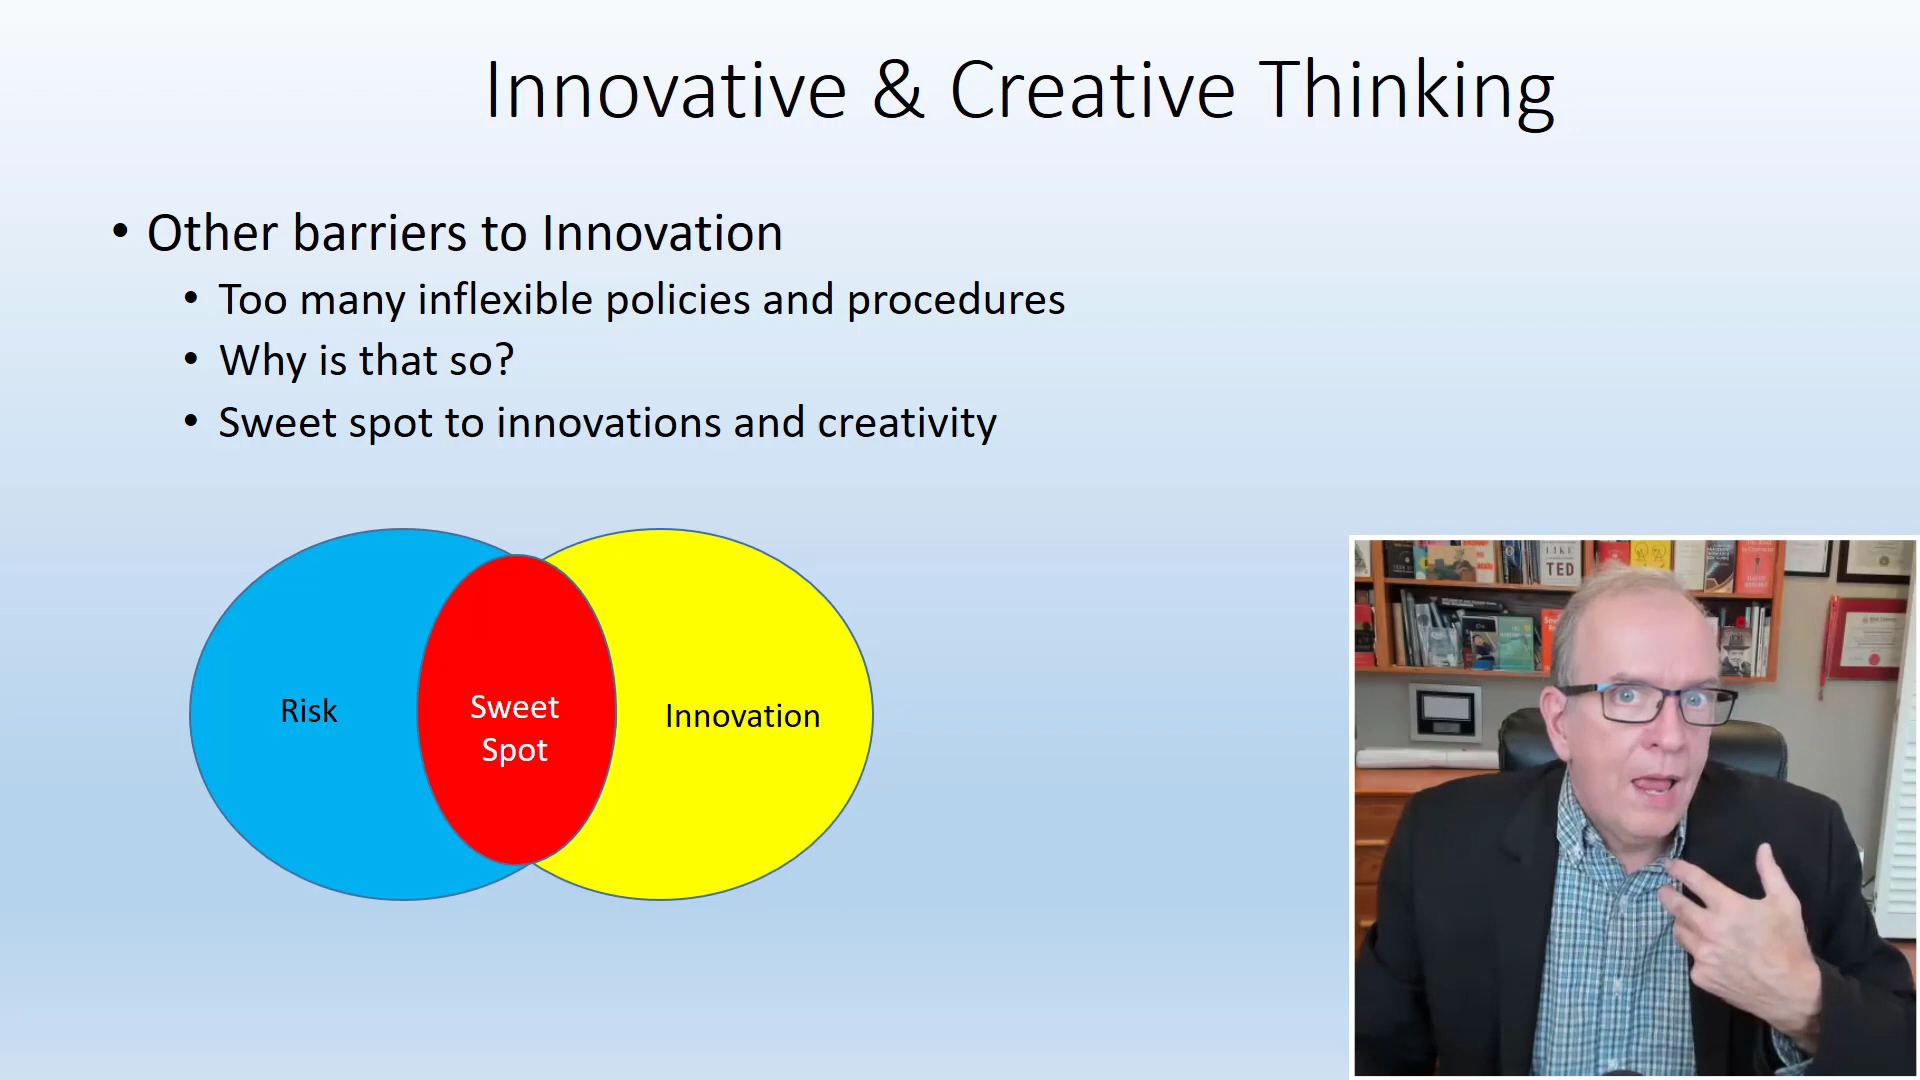 Innovative & Creative Thinking
• Other barriers to Innovation
• Too many inflexible policies and procedures
• Why is that so?
• Sweet spot to innovations and creativity
Risk
Sweet
Spot
Innovation
LIKE
TED